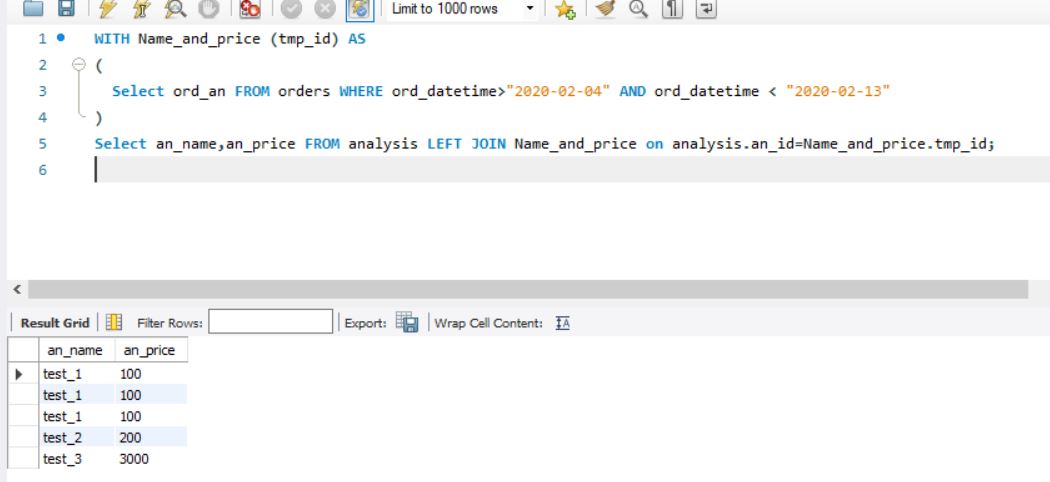 Limit to 1000 rows
1 WITH Name_and_price (tmp_id) AS
2 (
3 Select ord_an FROM orders WHERE ord_datetime>"2020-02-04" AND ord_datetime < "2020-02-13"
4 )
5 Select an_name,an_price FROM analysis LEFT JOIN Name_and_price on analysis.an_id=Name_and_price.tmp_id;
6
Result Grid Filter Rows: Export: Wrap Cell Content: IA
an_name an_price
test_1 100
test_1 100
test_1 100
test_2 200
test_3 3000